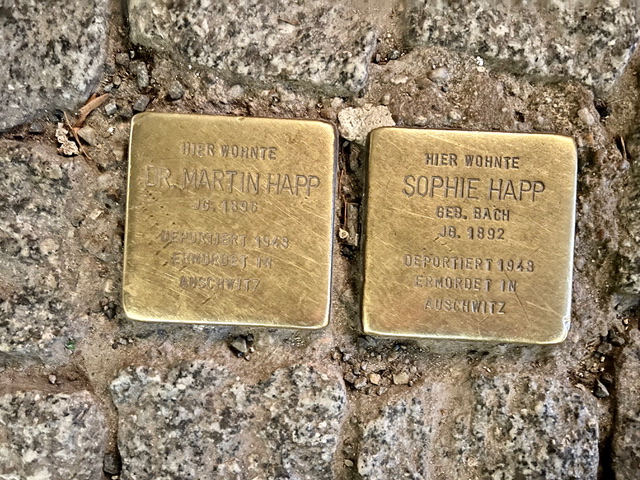 HIER WOHNTE
DR. MARTIN HAPP
JG. 1896
DEPORTIERT 1943
ERMORDET IN
AUSCHWITZ
HIER WOHNTE
SOPHIE HAPP
GEB. BACH
JG. 1892
DEPORTIERT 1943
ERMORDET IN
AUSCHWITZ